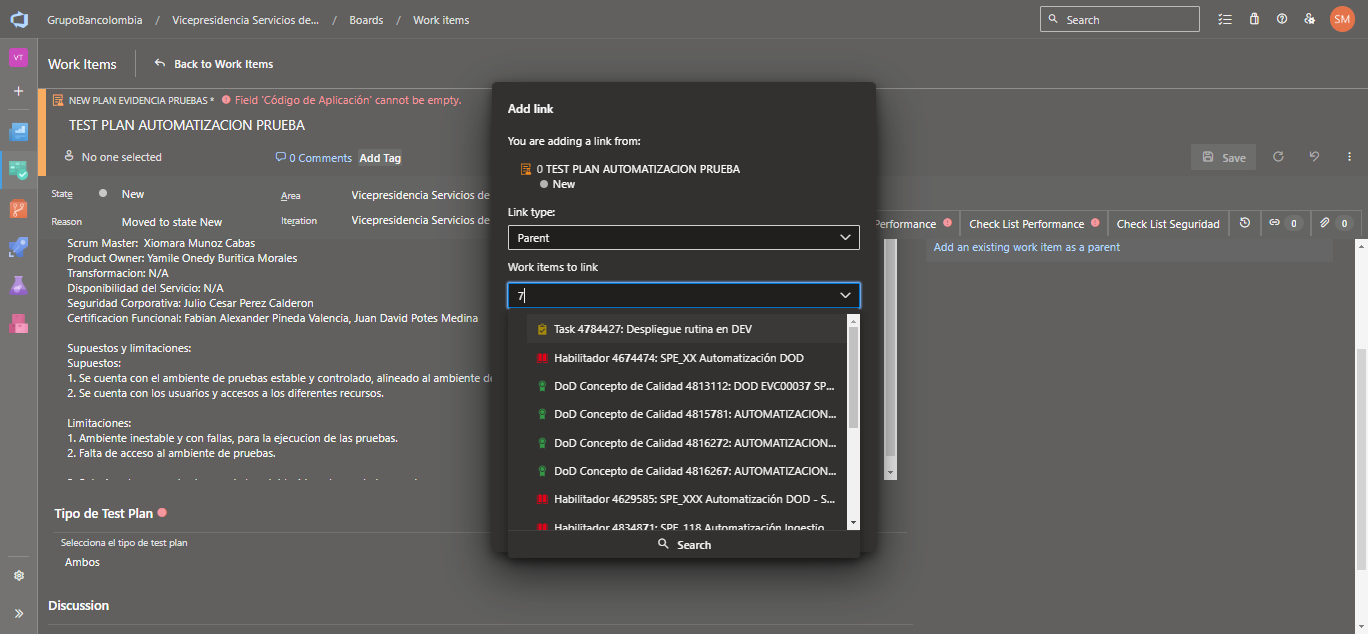 GrupoBancolombia / Vicepresidencia Servicios de... / Boards / Work items
Search
SM
VT
Work Items
Back to Work Items
NEW PLAN EVIDENCIA PRUEBAS * Field 'Código de Aplicación' cannot be empty.
TEST PLAN AUTOMATIZACION PRUEBA
No one selected
0 Comments
Add Tag
Save
State
New
Area
Vicepresidencia Servicios de
Reason
Moved to state New
Iteration
Vicepresidencia Servicios de
Performance
Check List Performance
Check List Seguridad
0
0
Add an existing work item as a parent
Scrum Master: Xiomara Munoz Cabas
Product Owner: Yamile Onedy Buritica Morales
Transformacion: N/A
Disponibilidad del Servicio: N/A
Seguridad Corporativa: Julio Cesar Perez Calderon
Certificacion Funcional: Fabian Alexander Pineda Valencia, Juan David Potes Medina
Supuestos y limitaciones:
Supuestos:
1. Se cuenta con el ambiente de pruebas estable y controlado, alineado al ambiente de
2. Se cuenta con los usuarios y accesos a los diferentes recursos.
Limitaciones:
1. Ambiente inestable y con fallas, para la ejecucion de las pruebas.
2. Falta de acceso al ambiente de pruebas.
Tipo de Test Plan
Selecciona el tipo de test plan
Ambos
Discussion
Add link
You are adding a link from:
0 TEST PLAN AUTOMATIZACION PRUEBA
New
Link type:
Parent
Work items to link
7
Task 4784427: Despliegue rutina en DEV
Habilitador 4674474: SPE_XX Automatización DOD
DoD Concepto de Calidad 4813112: DOD EVC00037 SP...
DoD Concepto de Calidad 4815781: AUTOMATIZACION...
DoD Concepto de Calidad 4816272: AUTOMATIZACION...
DoD Concepto de Calidad 4816267: AUTOMATIZACION...
Habilitador 4629585: SPE_XXX Automatización DOD - S...
Habilitador 4834871: SPE_118 Automatización Ingestio
Search